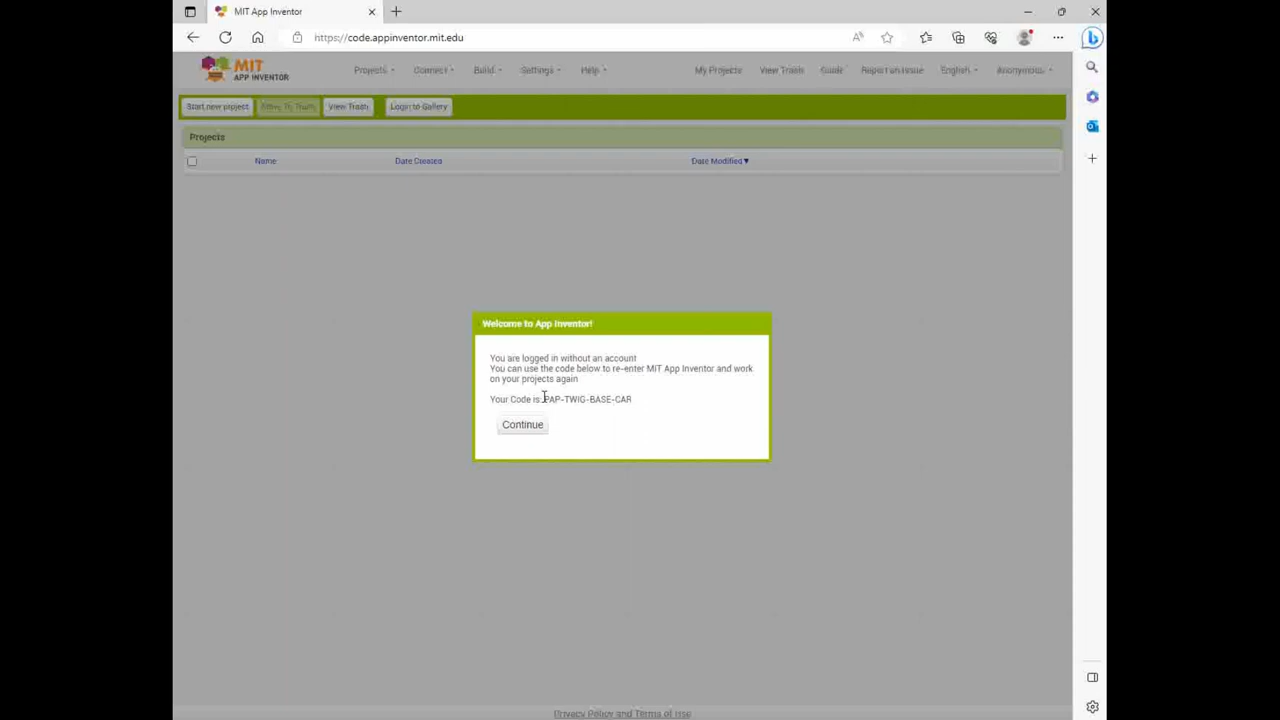 MIT App Inventor
https://code.appinventor.mit.edu
MIT
APP INVENTOR
Projects Connect Build Settings Help My Projects View Trash Guide Report an Issue English Anonymous
Start new project Move To Trash View Trash Login to Gallery
Projects
Name Date Created Date Modified▼
Welcome to App Inventor!
You are logged in without an account
You can use the code below to re-enter MIT App Inventor and work
on your projects again
Your Code is: PAP-TWIG-BASE-CAR
Continue
Privacy Policy and Terms of Use